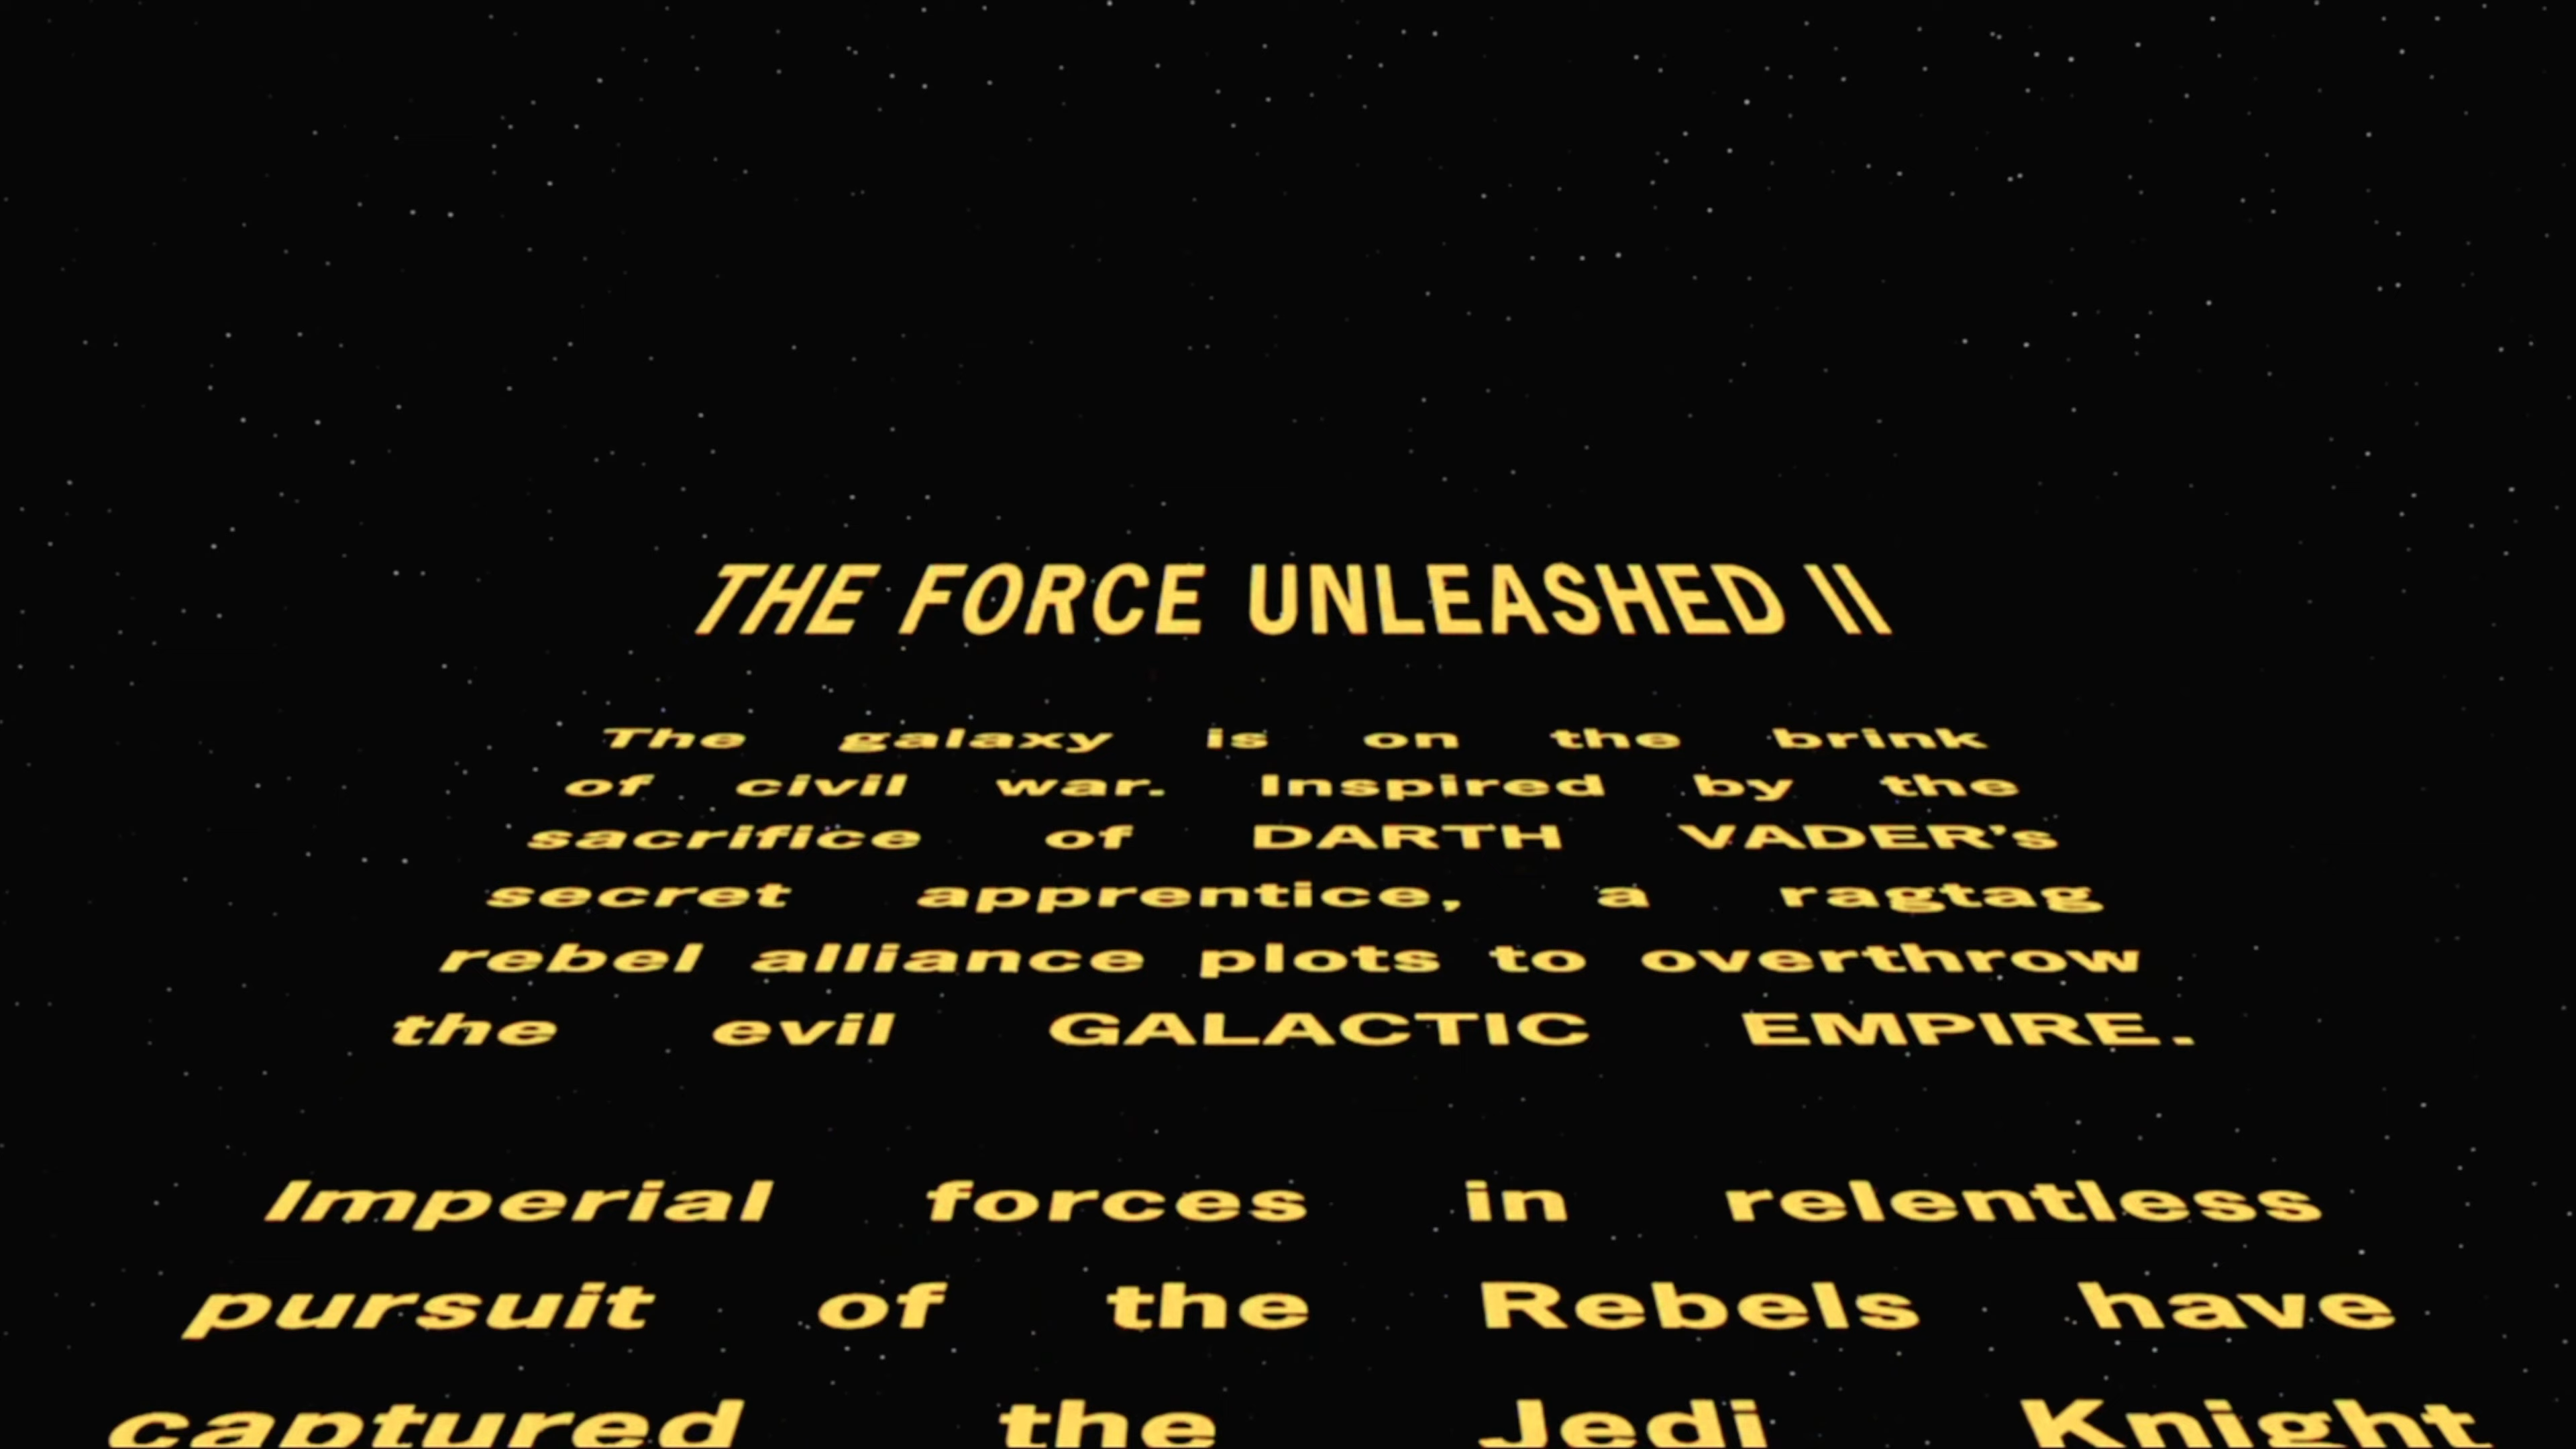 THE FORCE UNLEASHED II
The galaxy is on the brink
of civil war. Inspired by the
sacrifice of DARTH VADER's
secret apprentice, a ragtag
rebel alliance plots to overthrow
the evil GALACTIC EMPIRE.
Imperial forces in relentless
pursuit of the Rebels have
captured the Jedi Knight